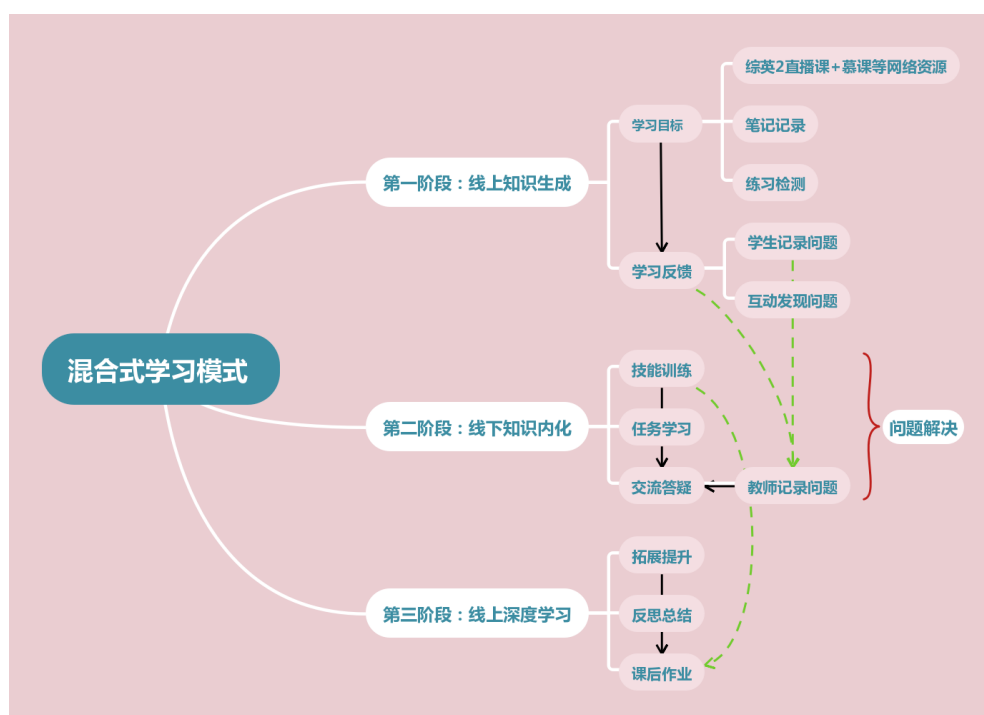 混合式学习模式
第一阶段：线上知识生成
学习目标
综英2直播课+慕课等网络资源
笔记记录
练习检测
学习反馈
学生记录问题
互动发现问题
第二阶段：线下知识内化
技能训练
任务学习
交流答疑
教师记录问题
问题解决
第三阶段：线上深度学习
拓展提升
反思总结
课后作业